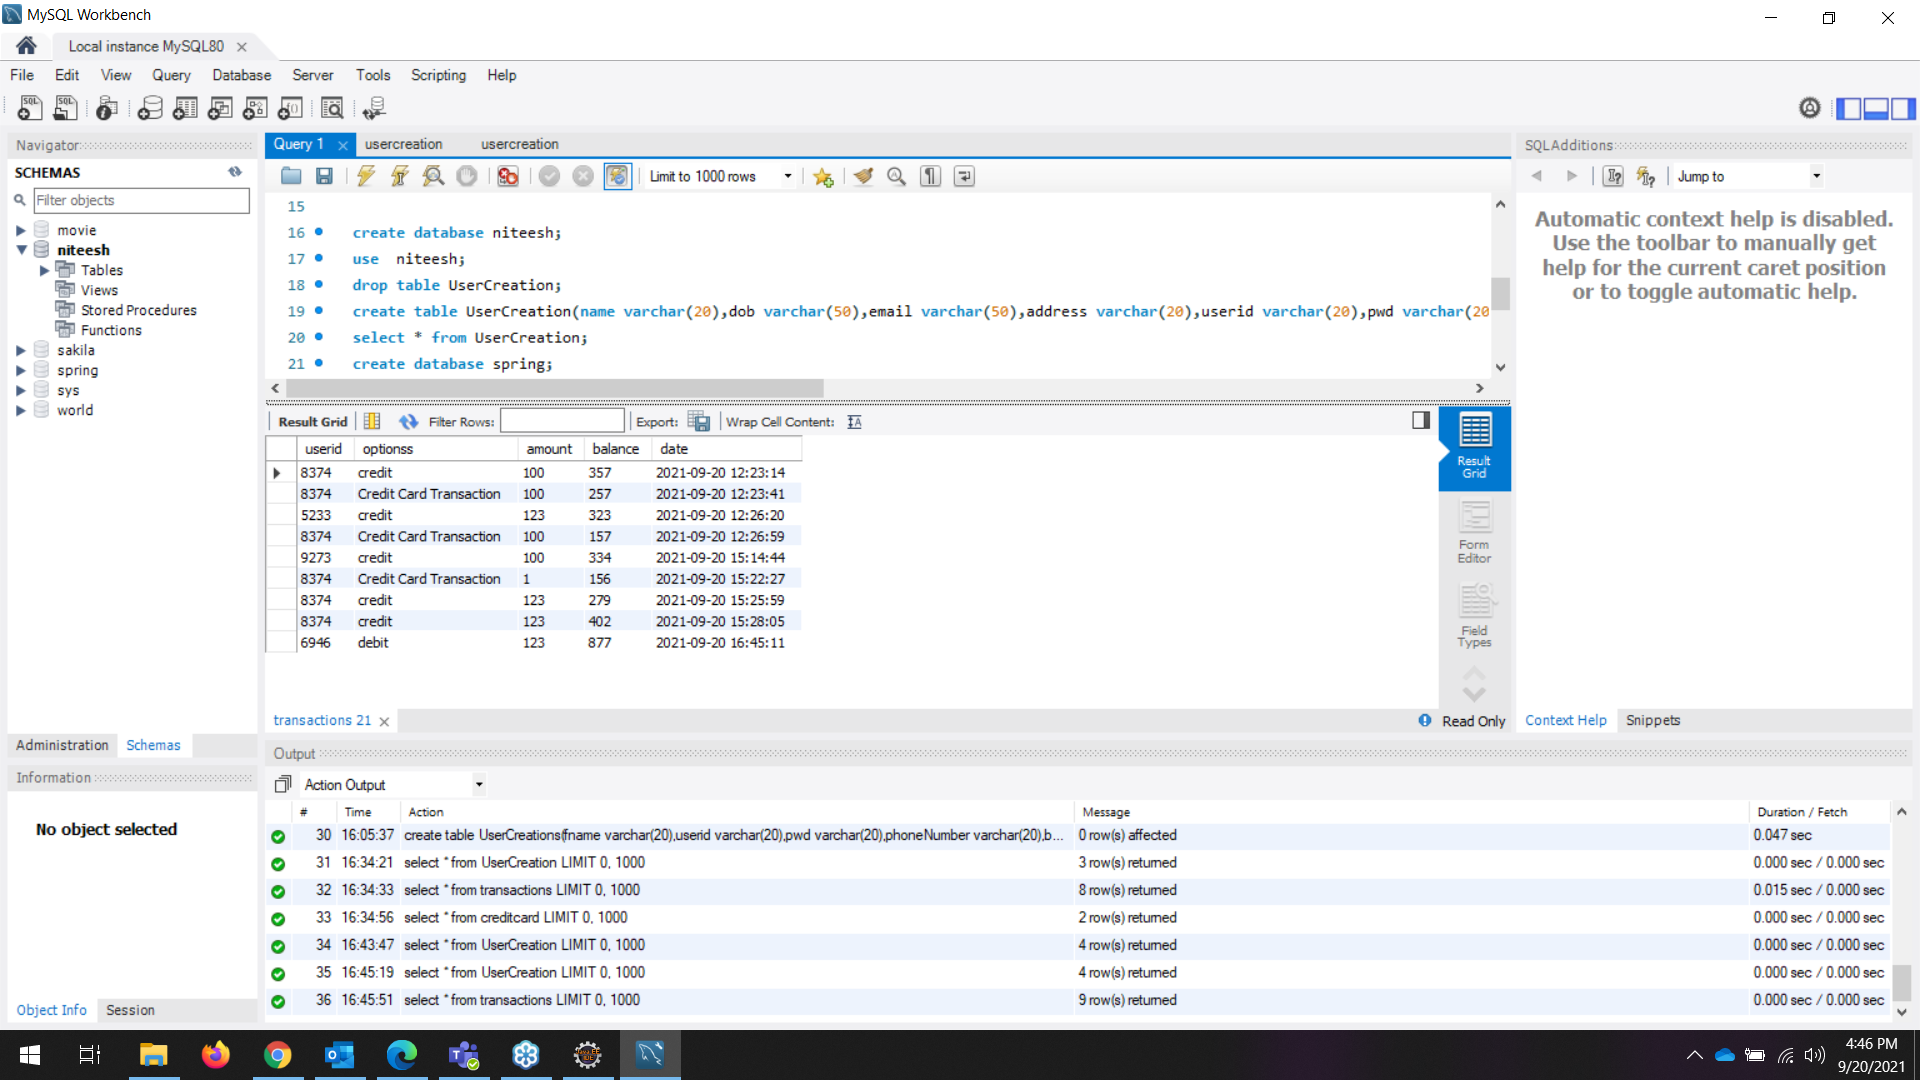 MySQL Workbench
Local instance MySQL80
File Edit View Query Database Server Tools Scripting Help
Navigator
SCHEMAS
Filter objects
movie
niteesh
Tables
Views
Stored Procedures
Functions
sakila
spring
sys
world
Administration Schemas
Information
No object selected
Object Info Session
Query 1 usercreation usercreation
Limit to 1000 rows
15
16 create database niteesh;
17 use niteesh;
18 drop table UserCreation;
19 create table UserCreation(name varchar(20),dob varchar(50),email varchar(50),address varchar(20),userid varchar(20),pwd varchar(20
20 select * from UserCreation;
21 create database spring;
Result Grid Filter Rows: Export: Wrap Cell Content:
userid optionss amount balance date
8374 credit 100 357 2021-09-20 12:23:14
8374 Credit Card Transaction 100 257 2021-09-20 12:23:41
5233 credit 123 323 2021-09-20 12:26:20
8374 Credit Card Transaction 100 157 2021-09-20 12:26:59
9273 credit 100 334 2021-09-20 15:14:44
8374 Credit Card Transaction 1 156 2021-09-20 15:22:27
8374 credit 123 279 2021-09-20 15:25:59
8374 credit 123 402 2021-09-20 15:28:05
6946 debit 123 877 2021-09-20 16:45:11
Result Grid
Form Editor
Field Types
transactions 21
Read Only
SQLAdditions
Jump to
Automatic context help is disabled.
Use the toolbar to manually get
help for the current caret position
or to toggle automatic help.
Context Help Snippets
Output
Action Output
# Time Action Message Duration / Fetch
30 16:05:37 create table UserCreations(fname varchar(20),userid varchar(20),pwd varchar(20),phoneNumber varchar(20),b... 0 row(s) affected 0.047 sec
31 16:34:21 select * from UserCreation LIMIT 0, 1000 3 row(s) returned 0.000 sec / 0.000 sec
32 16:34:33 select * from transactions LIMIT 0, 1000 8 row(s) returned 0.015 sec / 0.000 sec
33 16:34:56 select * from creditcard LIMIT 0, 1000 2 row(s) returned 0.000 sec / 0.000 sec
34 16:43:47 select * from UserCreation LIMIT 0, 1000 4 row(s) returned 0.000 sec / 0.000 sec
35 16:45:19 select * from UserCreation LIMIT 0, 1000 4 row(s) returned 0.000 sec / 0.000 sec
36 16:45:51 select * from transactions LIMIT 0, 1000 9 row(s) returned 0.000 sec / 0.000 sec
4:46 PM
9/20/2021